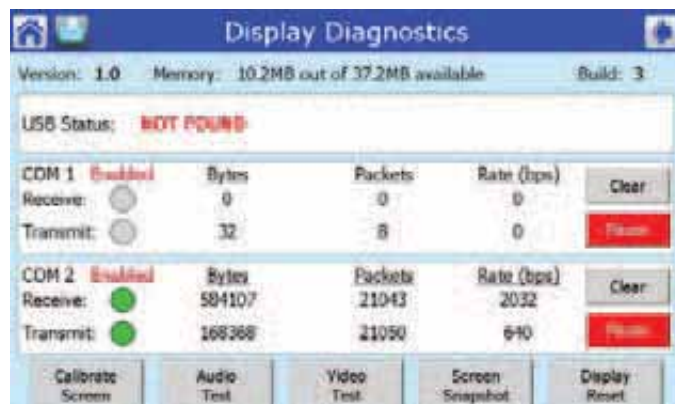 Display Diagnostics
Version: 1.0 Memory: 10.2MB out of 37.2MB available Build: 3
USB Status: NOT FOUND
COM 1 Enabled Bytes Packets Rate (bps) Clear
Receive: 0 0 0
Transmit: 32 8 0 Pause
COM 2 Enabled Bytes Packets Rate (bps) Clear
Receive: 584107 21043 2032
Transmit: 168368 21050 640 Pause
Calibrate Screen Audio Test Video Test Screen Snapshot Display Reset